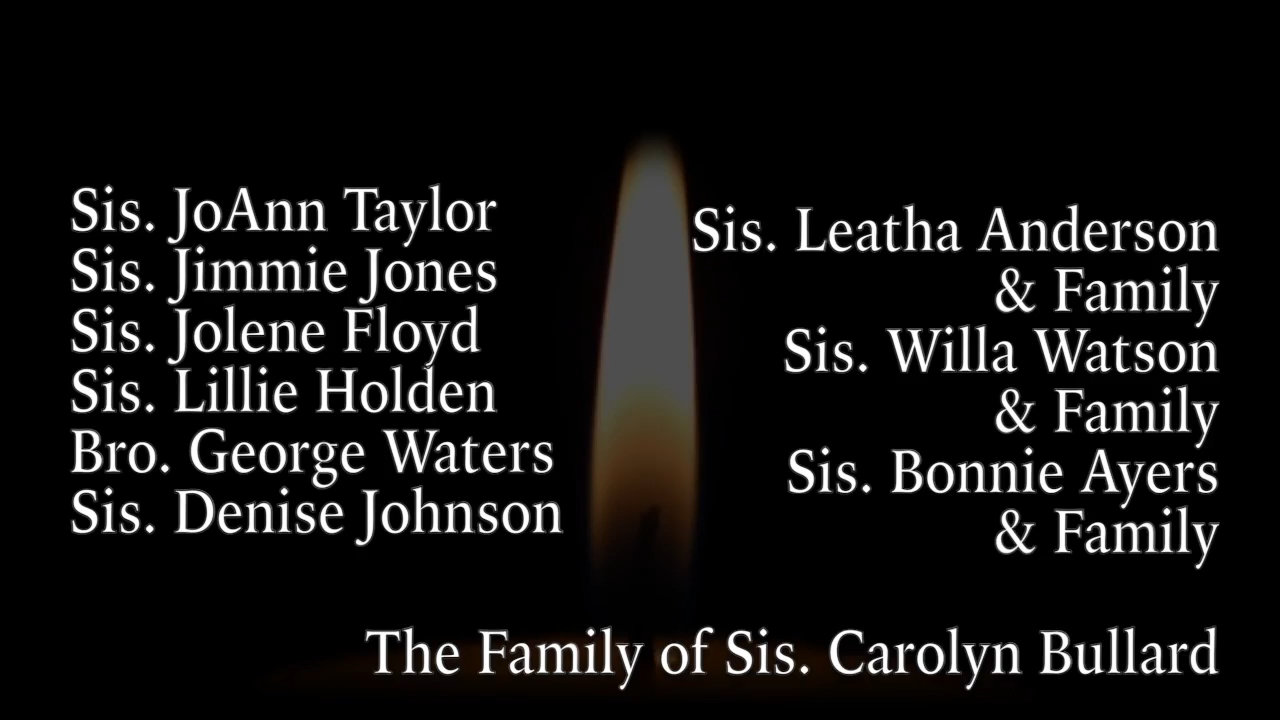 Sis. JoAnn Taylor
Sis. Jimmie Jones
Sis. Jolene Floyd
Sis. Lillie Holden
Bro. George Waters
Sis. Denise Johnson
Sis. Leatha Anderson
& Family
Sis. Willa Watson
& Family
Sis. Bonnie Ayers
& Family
The Family of Sis. Carolyn Bullard